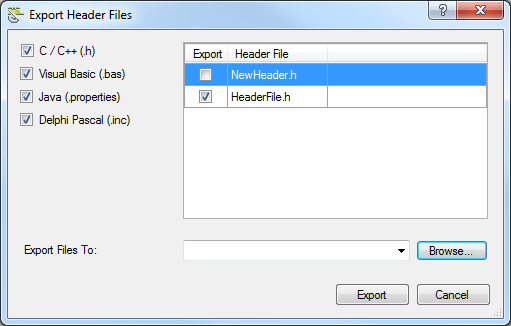 Export Header Files
C / C++ (.h)
Visual Basic (.bas)
Java (.properties)
Delphi Pascal (.inc)
Export Header File
NewHeader.h
HeaderFile.h
Export Files To:
Browse...
Export Cancel